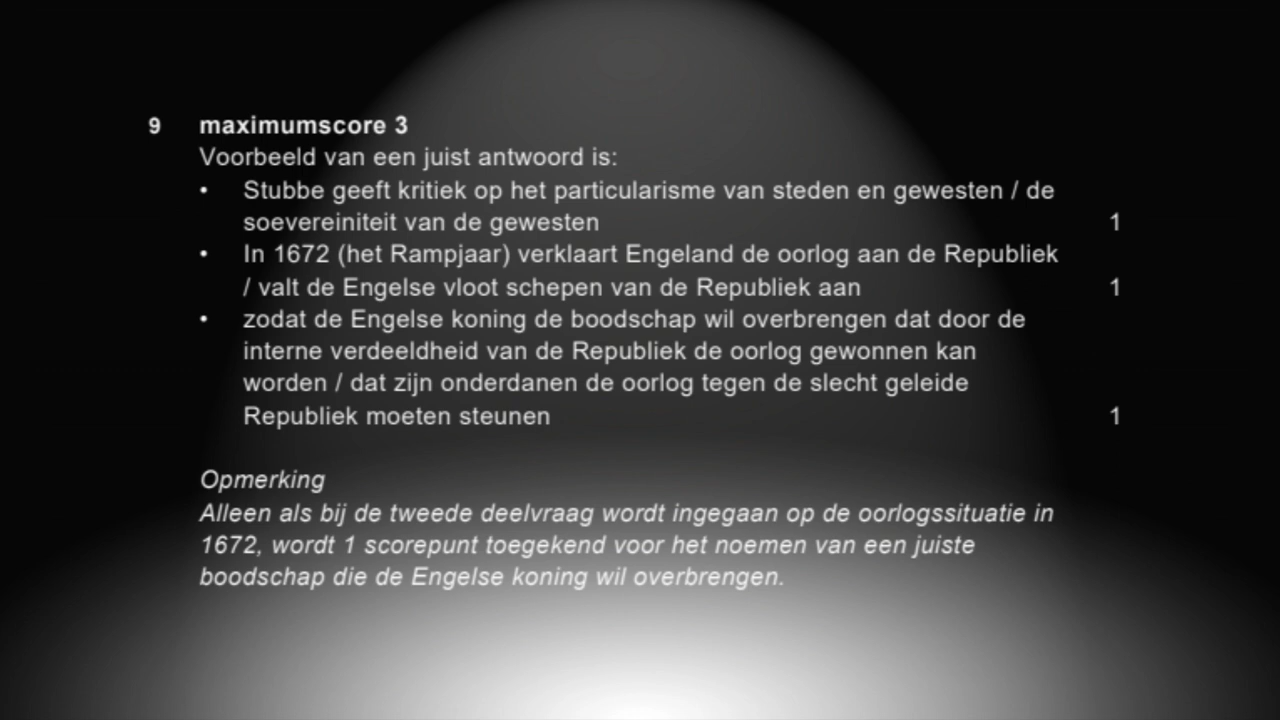 9 maximumscore 3
Voorbeeld van een juist antwoord is:
• Stubbe geeft kritiek op het particularisme van steden en gewesten / de
soevereiniteit van de gewesten 1
• In 1672 (het Rampjaar) verklaart Engeland de oorlog aan de Republiek
/ valt de Engelse vloot schepen van de Republiek aan 1
• zodat de Engelse koning de boodschap wil overbrengen dat door de
interne verdeeldheid van de Republiek de oorlog gewonnen kan
worden / dat zijn onderdanen de oorlog tegen de slecht geleide
Republiek moeten steunen 1
Opmerking
Alleen als bij de tweede deelvraag wordt ingegaan op de oorlogssituatie in
1672, wordt 1 scorepunt toegekend voor het noemen van een juiste
boodschap die de Engelse koning wil overbrengen.